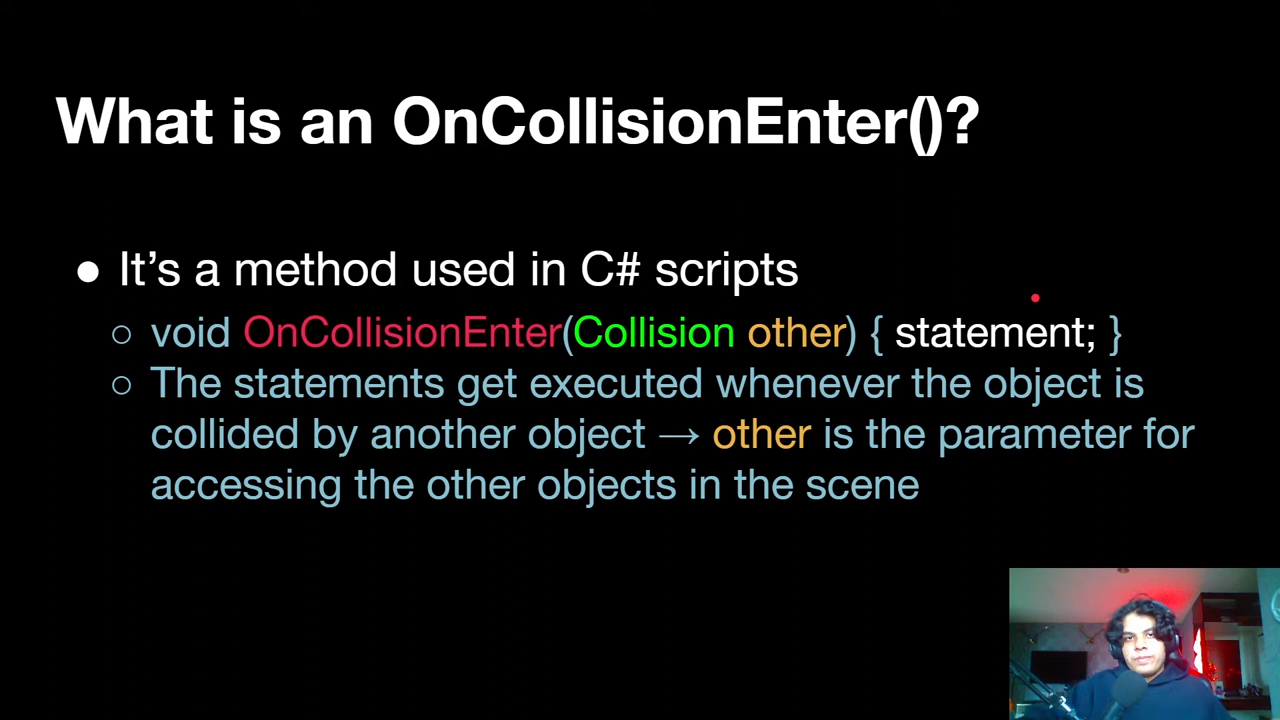 What is an OnCollisionEnter()?
● It’s a method used in C# scripts
○ void OnCollisionEnter(Collision other) { statement; }
○ The statements get executed whenever the object is
collided by another object → other is the parameter for
accessing the other objects in the scene